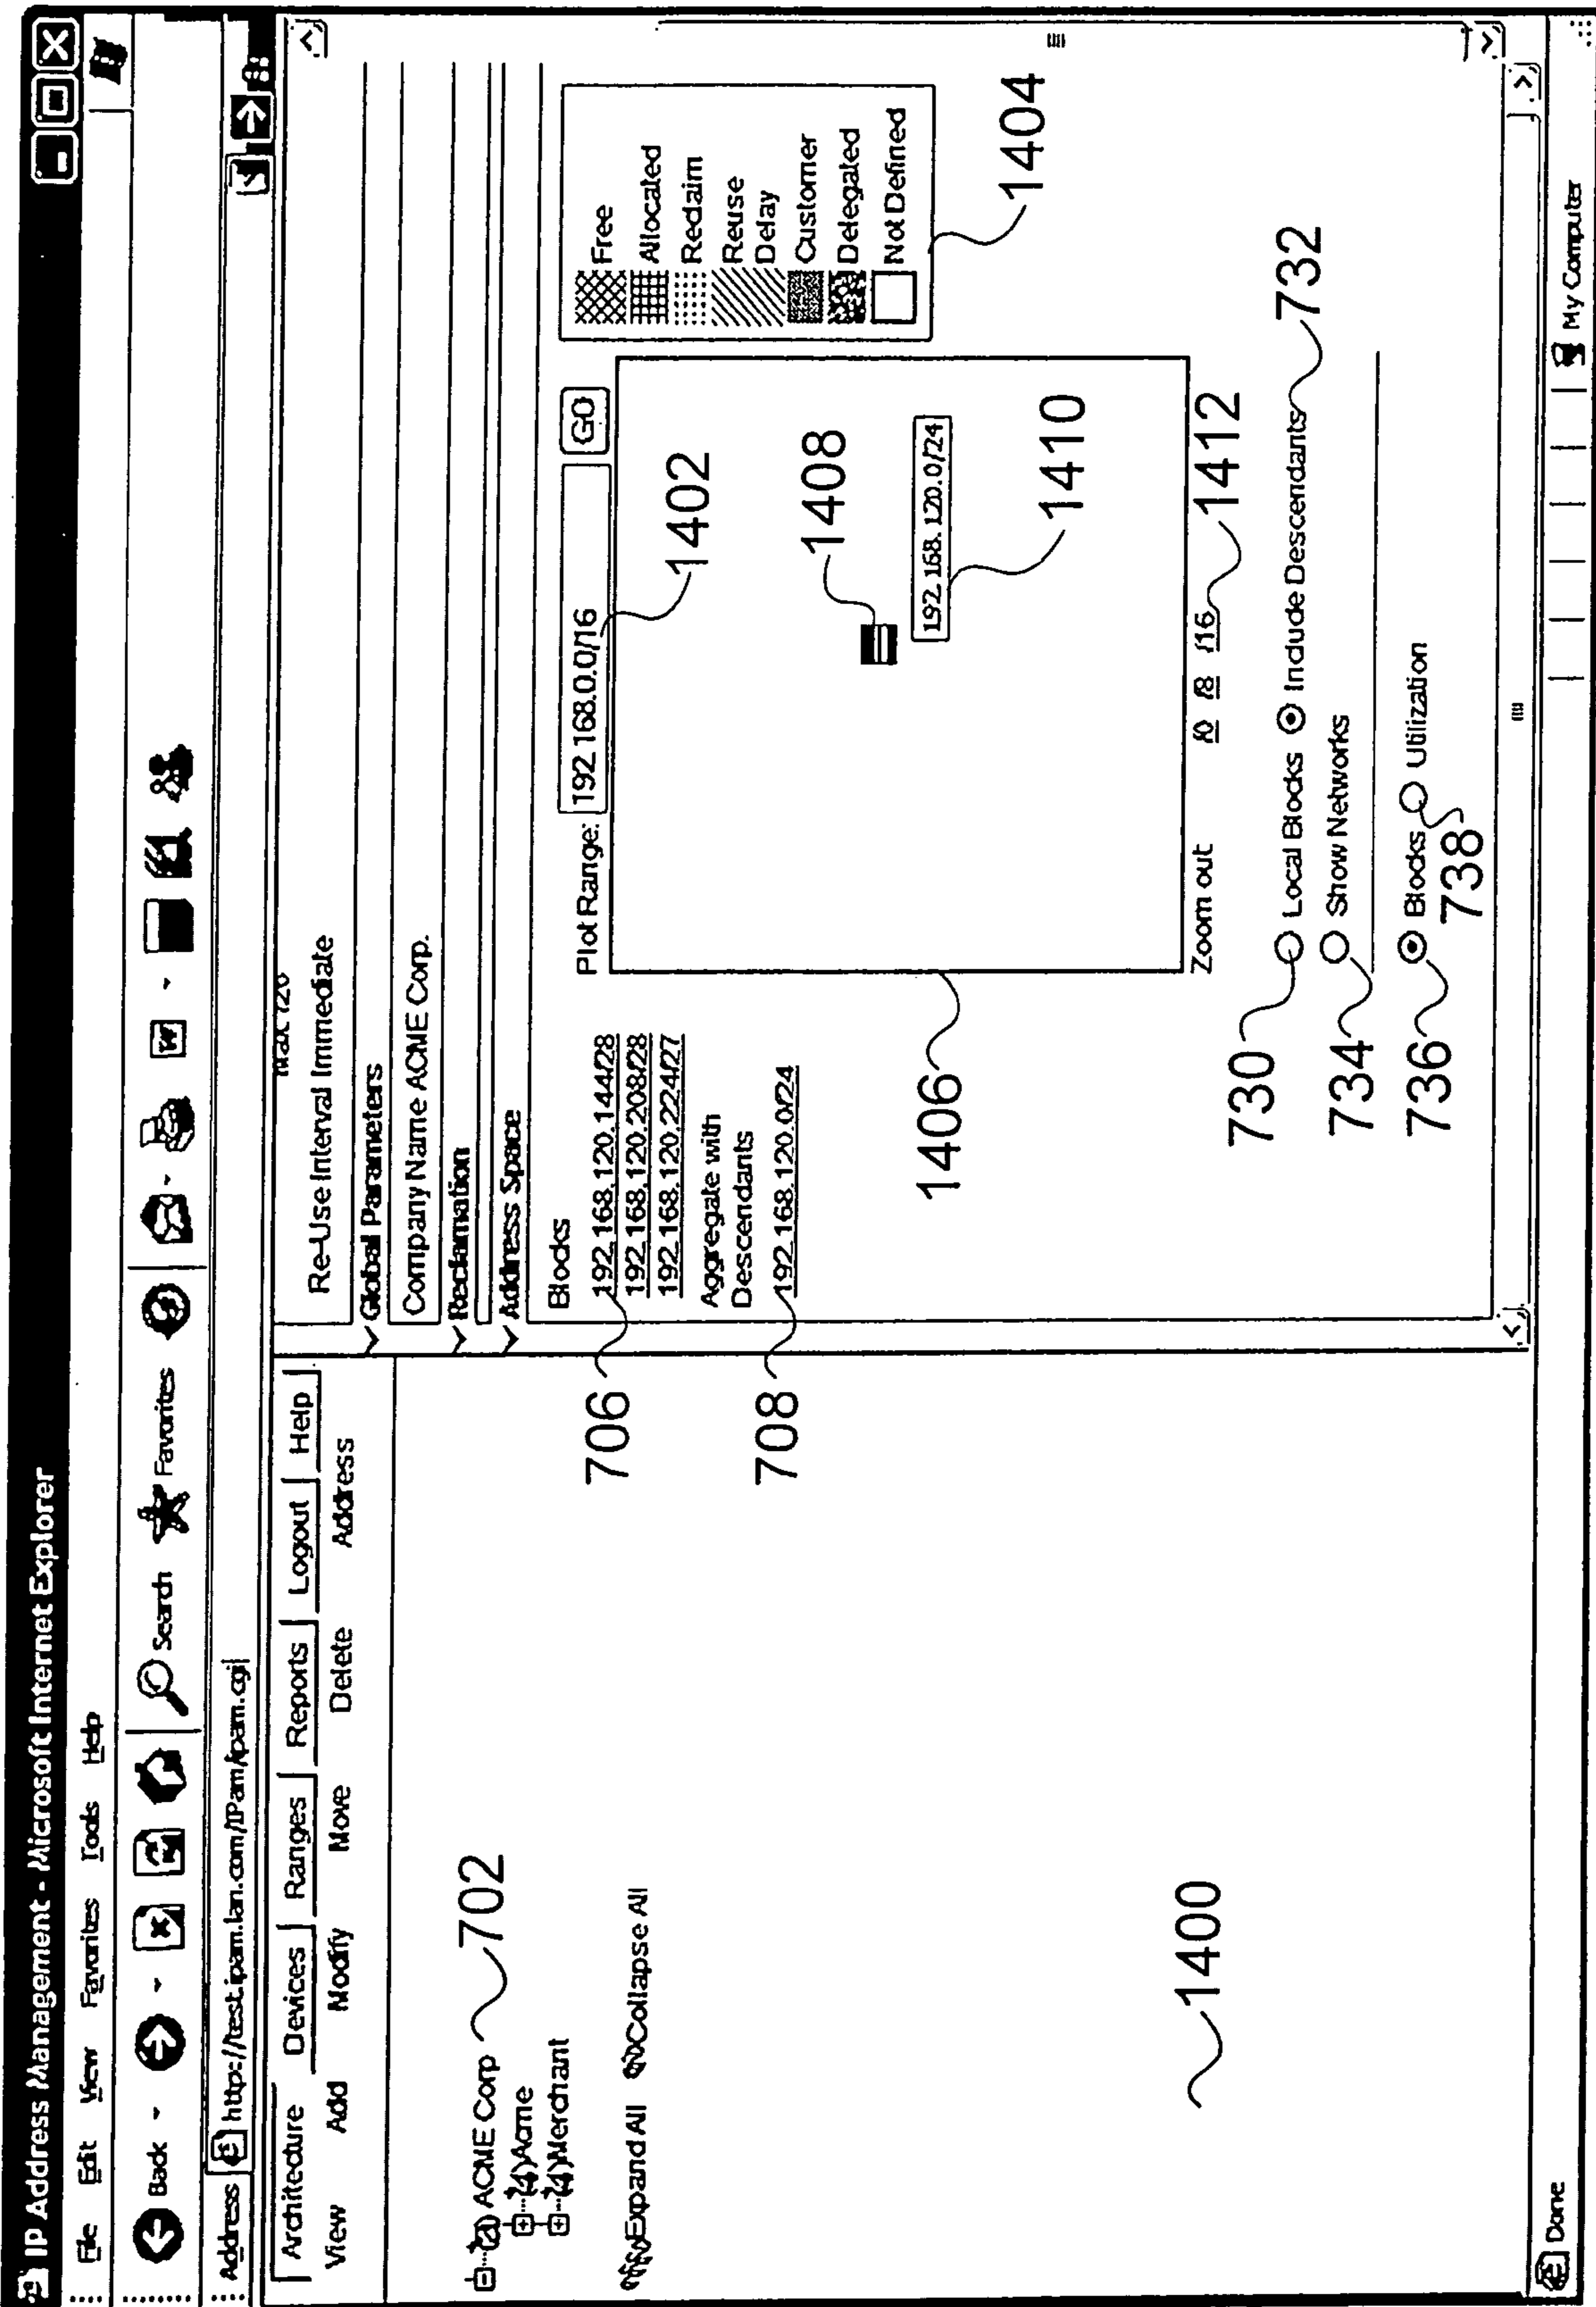 IP Address Management - Microsoft Internet Explorer
File Edit View Favorites Tools Help
Back Search Favorites
Address http://test.ipam.lan.com/IPam/ipam.cgi
Architecture Devices Ranges Reports Logout Help
View Add Modify Move Delete Address
ACME Corp 702
Acme
Merchant
Expand All Collapse All
1400
Max /20
Re-Use Interval Immediate
Global Parameters
Company Name ACME Corp.
Reclamation
Address Space
Blocks
192.168.120.144/28
192.168.120.208/28
192.168.120.224/27
706
Aggregate with
Descendants
192.168.120.0/24
708
Plot Range: 192.168.0.0/16 GO
1402
1408
192.168.120.0/24
1410
1406
Zoom out /0 /8 /16
1412
Free
Allocated
Reclaim
Reuse
Delay
Customer
Delegated
Not Defined
1404
730 Local Blocks Include Descendants 732
734 Show Networks
736 Blocks Utilization
738
Done My Computer